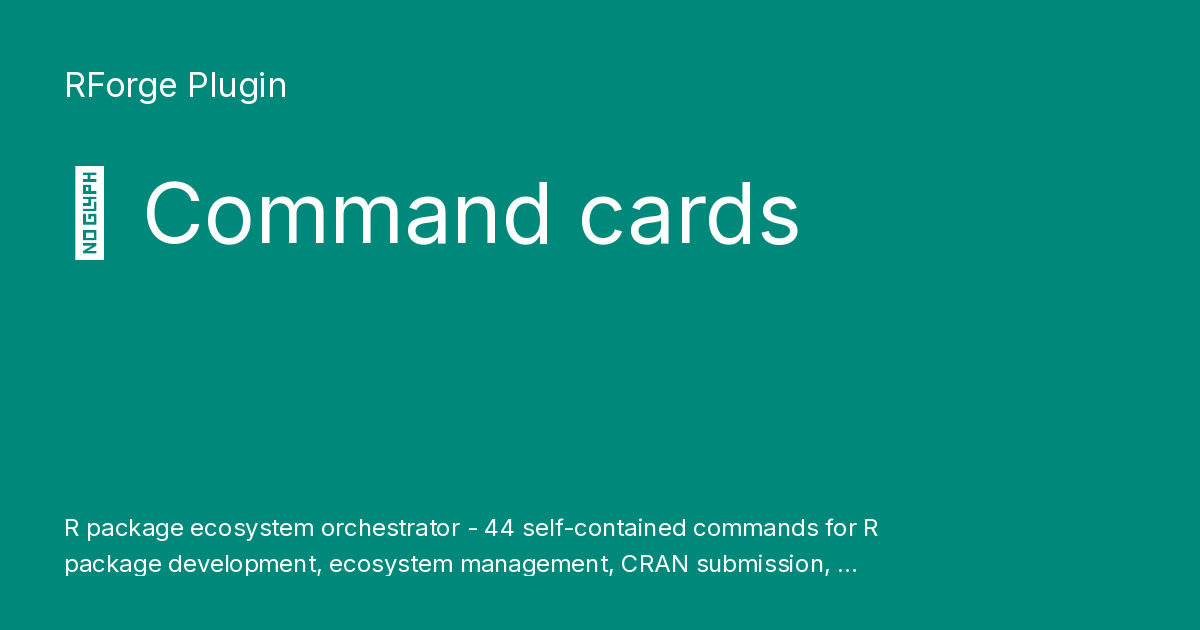 RForge Plugin
NO GLYPH Command cards
R package ecosystem orchestrator - 44 self-contained commands for R
package development, ecosystem management, CRAN submission, ...